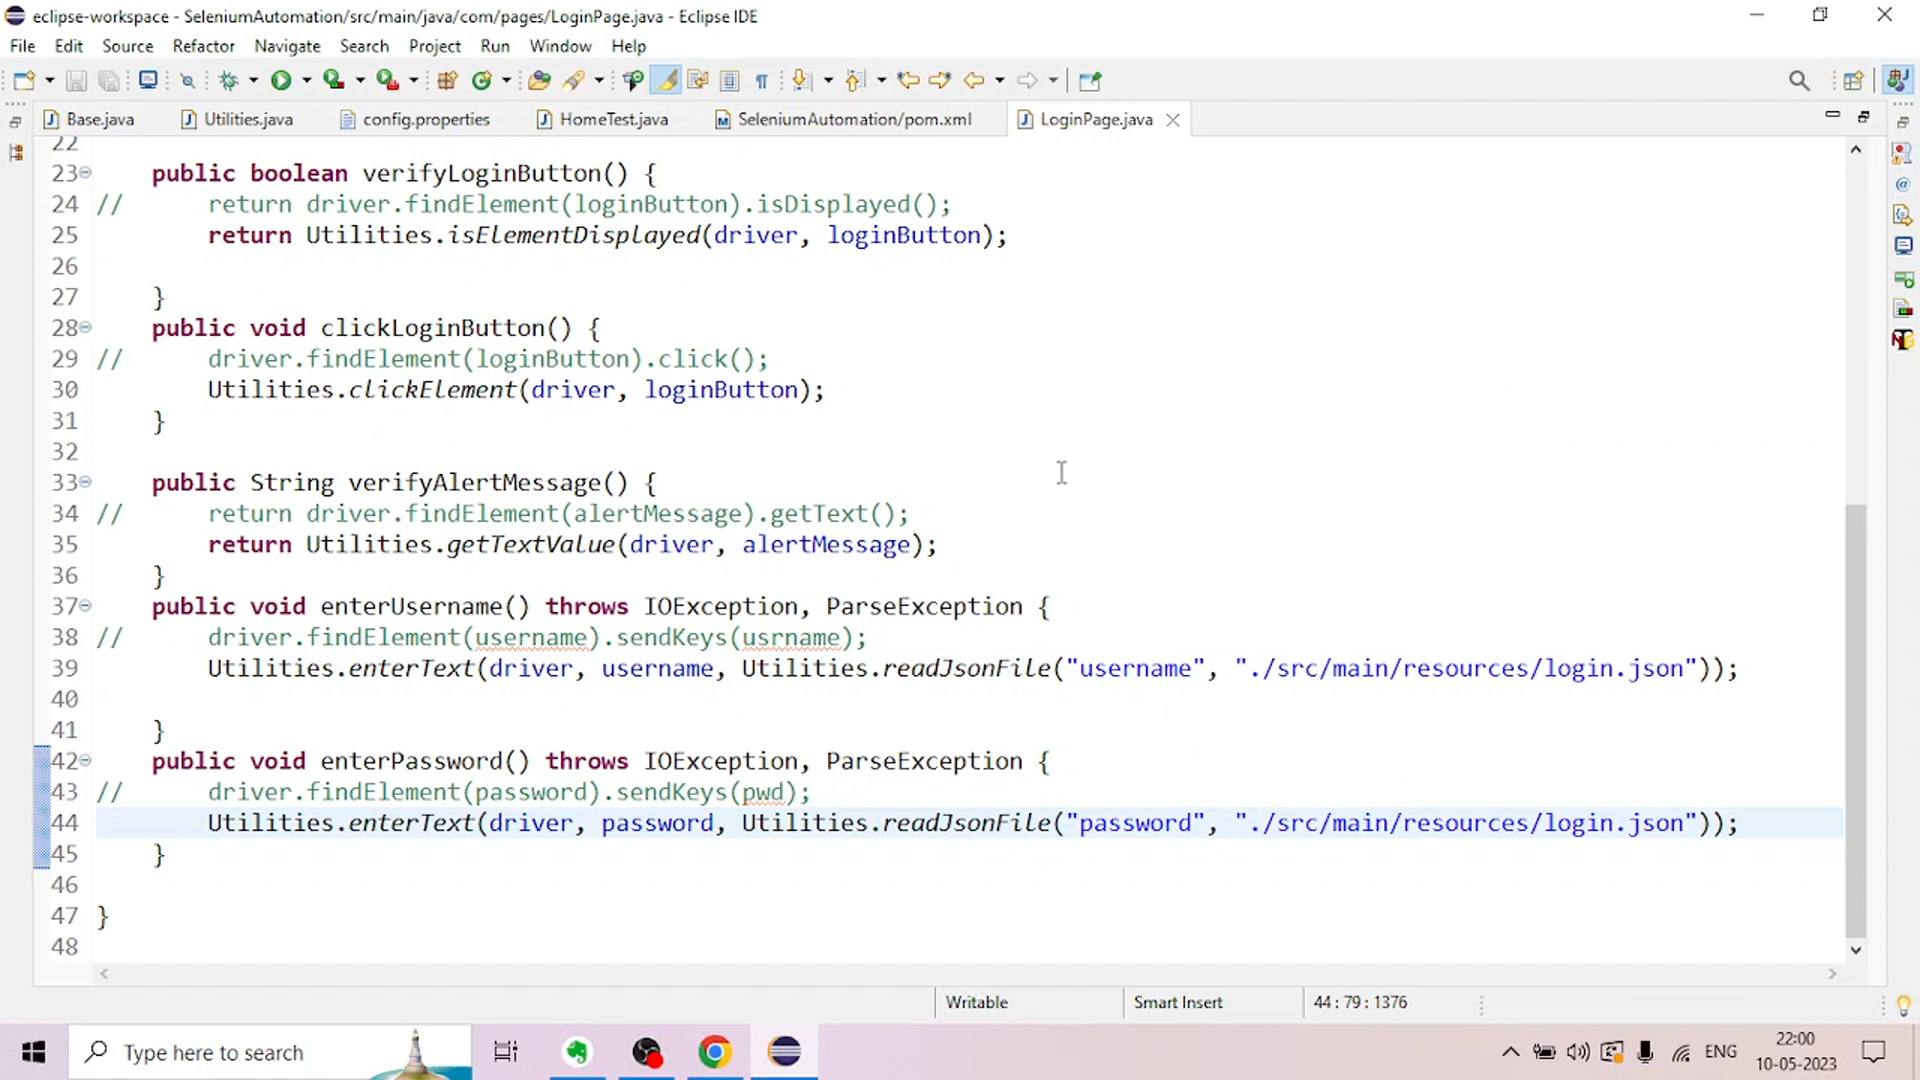 eclipse-workspace - SeleniumAutomation/src/main/java/com/pages/LoginPage.java - Eclipse IDE
File Edit Source Refactor Navigate Search Project Run Window Help
Base.java Utilities.java config.properties HomeTest.java SeleniumAutomation/pom.xml LoginPage.java
22
23 public boolean verifyLoginButton() {
24 // return driver.findElement(loginButton).isDisplayed();
25 return Utilities.isElementDisplayed(driver, loginButton);
26
27 }
28 public void clickLoginButton() {
29 // driver.findElement(loginButton).click();
30 Utilities.clickElement(driver, loginButton);
31 }
32
33 public String verifyAlertMessage() {
34 // return driver.findElement(alertMessage).getText();
35 return Utilities.getTextValue(driver, alertMessage);
36 }
37 public void enterUsername() throws IOException, ParseException {
38 // driver.findElement(username).sendKeys(usrname);
39 Utilities.enterText(driver, username, Utilities.readJsonFile("username", "./src/main/resources/login.json"));
40
41 }
42 public void enterPassword() throws IOException, ParseException {
43 // driver.findElement(password).sendKeys(pwd);
44 Utilities.enterText(driver, password, Utilities.readJsonFile("password", "./src/main/resources/login.json"));
45 }
46
47 }
48
Writable Smart Insert 44 : 79 : 1376
Type here to search ENG 22:00
10-05-2023